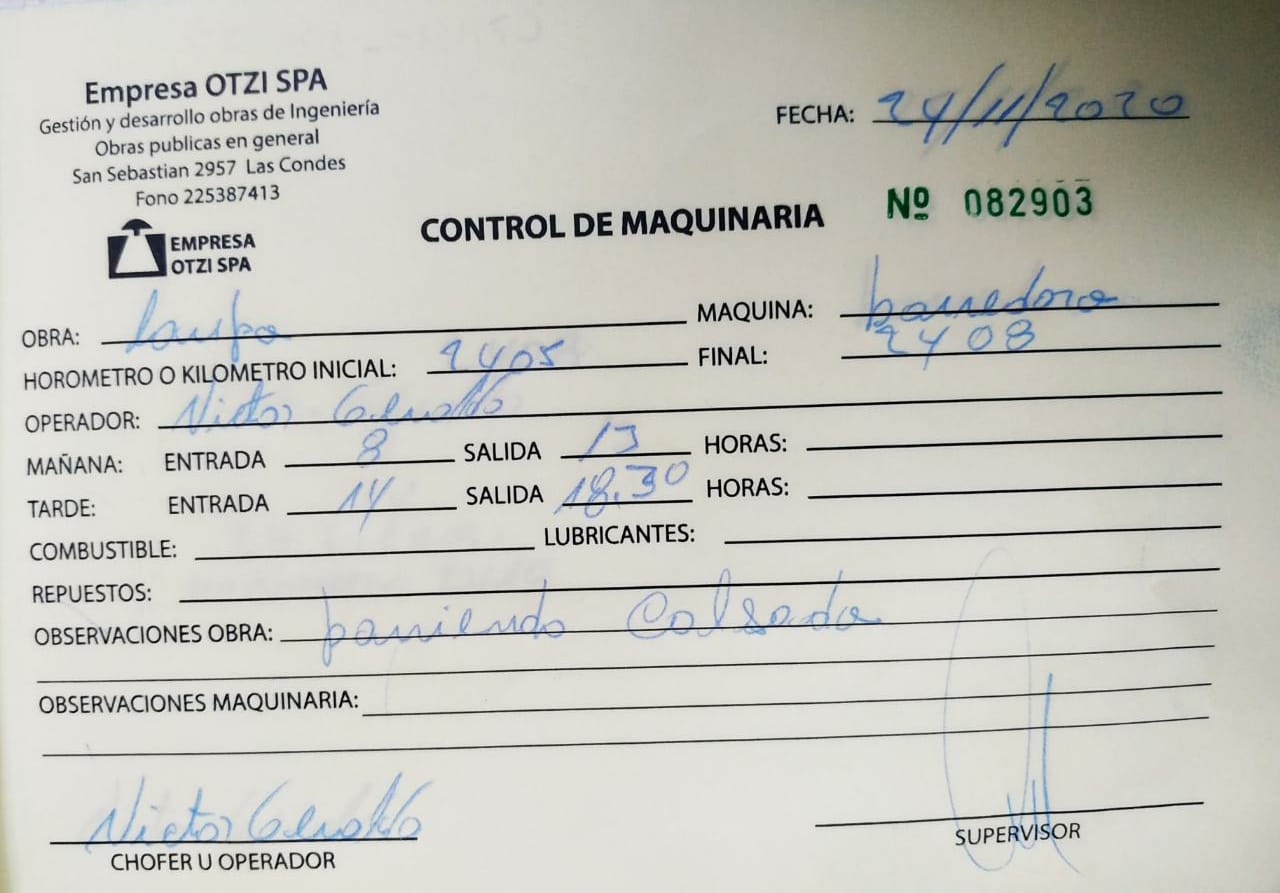 Empresa OTZI SPA
Gestión y desarrollo obras de Ingeniería
Obras publicas en general
San Sebastian 2957 Las Condes
Fono 225387413
EMPRESA
OTZI SPA
FECHA: 24/11/2020
Nº 082903
CONTROL DE MAQUINARIA
OBRA: Lampa MAQUINA: barredora
HOROMETRO O KILOMETRO INICIAL: 2405 FINAL: 2408
OPERADOR: Victor
MAÑANA: ENTRADA 8 SALIDA 13 HORAS:
TARDE: ENTRADA 14 SALIDA 18.30 HORAS:
COMBUSTIBLE: LUBRICANTES:
REPUESTOS:
OBSERVACIONES OBRA: barriendo Calsada
OBSERVACIONES MAQUINARIA:
Victor
CHOFER U OPERADOR
SUPERVISOR